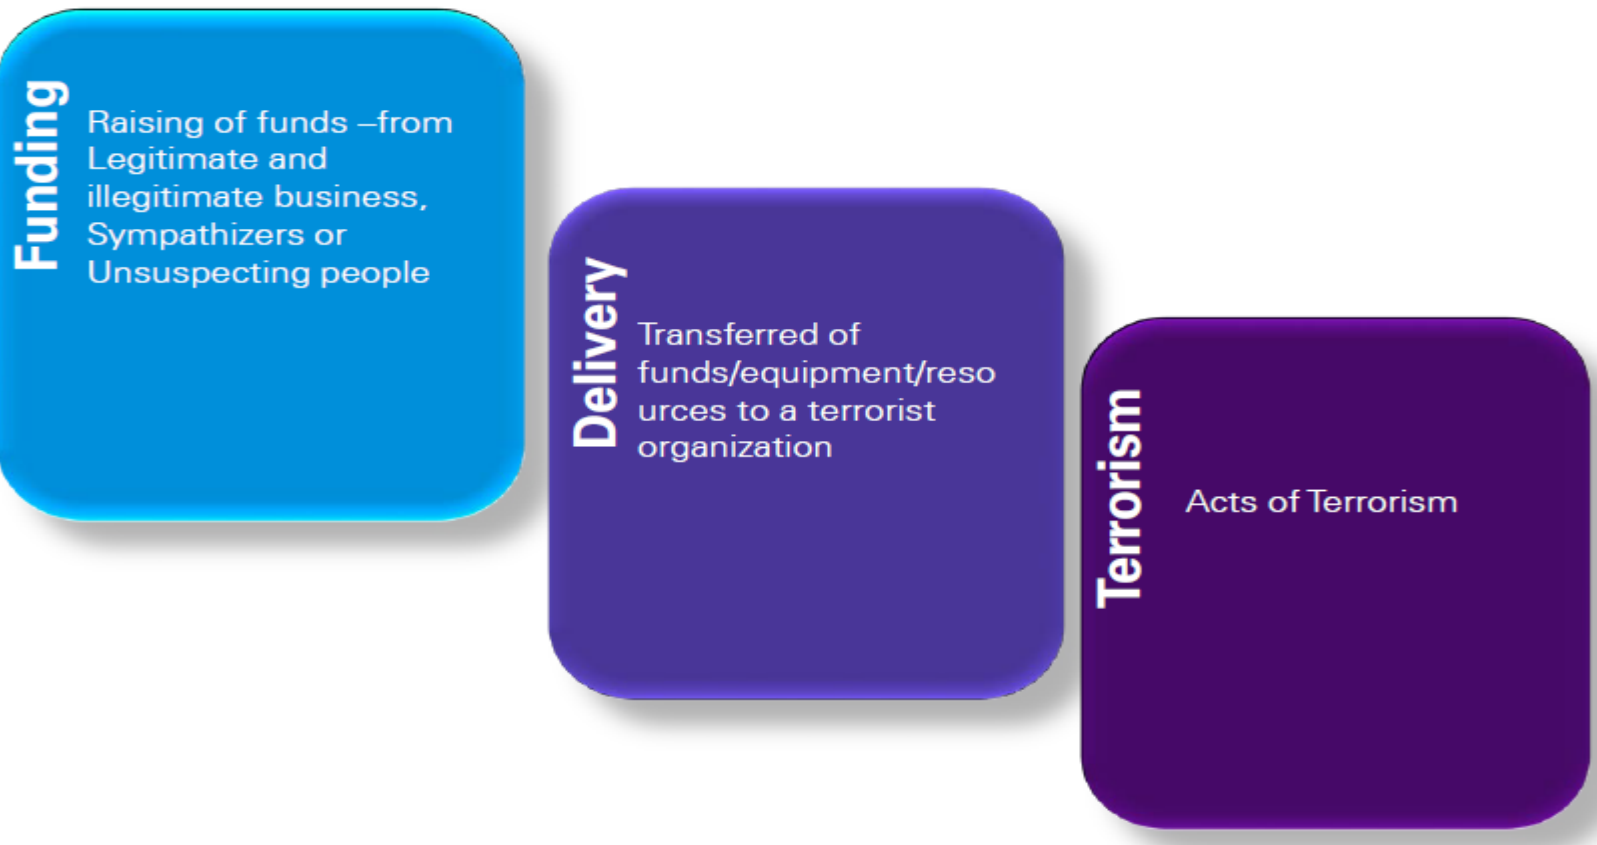 Funding
Raising of funds –from
Legitimate and
illegitimate business,
Sympathizers or
Unsuspecting people
Delivery
Transferred of
funds/equipment/reso
urces to a terrorist
organization
Terrorism
Acts of Terrorism